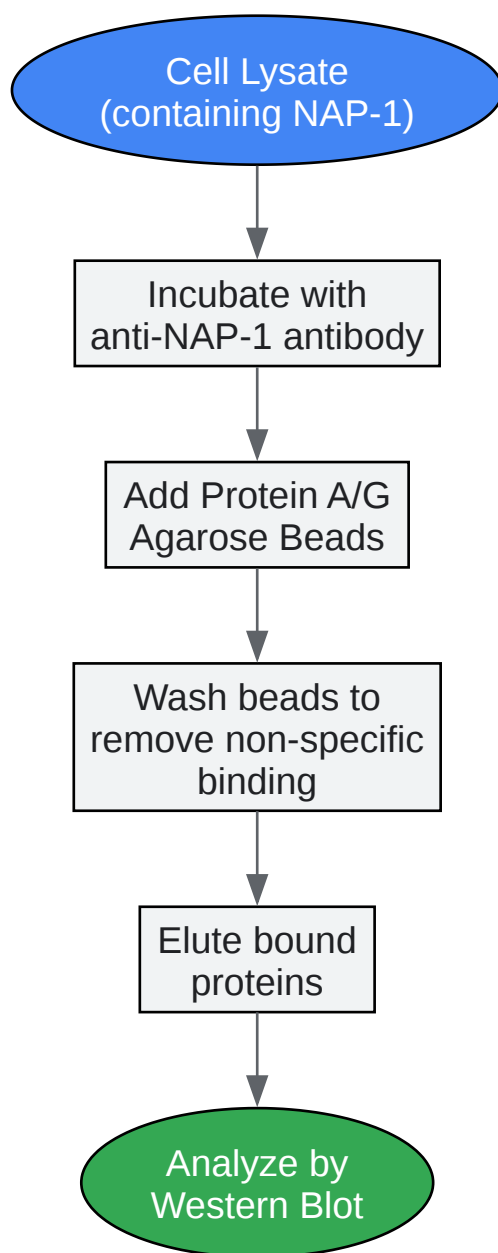 Cell Lysate
(containing NAP-1)
Incubate with
anti-NAP-1 antibody
Add Protein A/G
Agarose Beads
Wash beads to
remove non-specific
binding
Elute bound
proteins
Analyze by
Western Blot